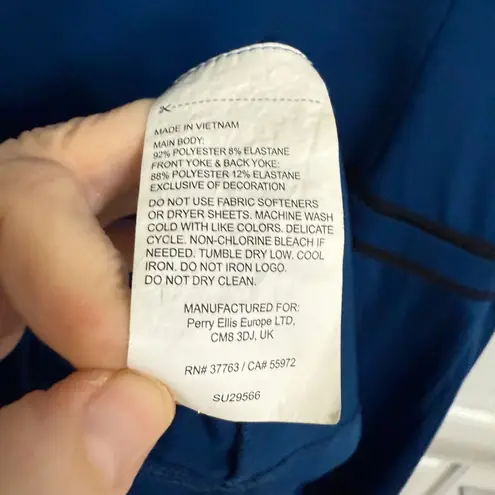 MADE IN VIETNAM
MAIN BODY:
92% POLYESTER 8% ELASTANE
FRONT YOKE & BACK YOKE:
88% POLYESTER 12% ELASTANE
EXCLUSIVE OF DECORATION
DO NOT USE FABRIC SOFTENERS
OR DRYER SHEETS. MACHINE WASH
COLD WITH LIKE COLORS. DELICATE
CYCLE. NON-CHLORINE BLEACH IF
NEEDED. TUMBLE DRY LOW. COOL
IRON. DO NOT IRON LOGO.
DO NOT DRY CLEAN.
MANUFACTURED FOR:
Perry Ellis Europe LTD,
CM8 3DJ, UK
RN# 37763 / CA# 55972
SU29566